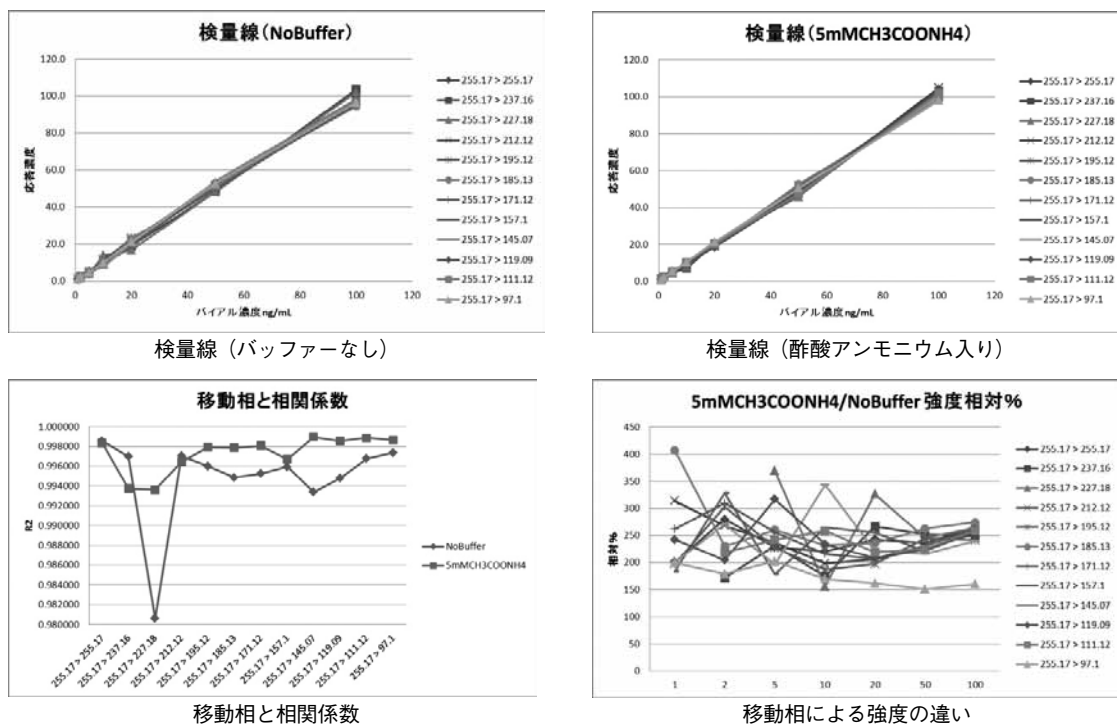 検量線(NoBuffer)
120.0
100.0
80.0
60.0
40.0
20.0
0.0
応答濃度
0
20
40
60
80
100
120
バイアル濃度ng/mL
255.17 > 255.17
255.17 > 237.16
255.17 > 227.18
255.17 > 212.12
255.17 > 195.12
255.17 > 185.13
255.17 > 171.12
255.17 > 157.1
255.17 > 145.07
255.17 > 119.09
255.17 > 111.12
255.17 > 97.1
検量線（バッファーなし）
検量線(5mMCH3COONH4)
120.0
100.0
80.0
60.0
40.0
20.0
0.0
応答濃度
0
20
40
60
80
100
120
バイアル濃度ng/mL
255.17 > 255.17
255.17 > 237.16
255.17 > 227.18
255.17 > 212.12
255.17 > 195.12
255.17 > 185.13
255.17 > 171.12
255.17 > 157.1
255.17 > 145.07
255.17 > 119.09
255.17 > 111.12
255.17 > 97.1
検量線（酢酸アンモニウム入り）
移動相と相関係数
1.000000
0.998000
0.996000
0.994000
0.992000
0.990000
0.988000
0.986000
0.984000
0.982000
0.980000
R2
255.17 > 255.17
255.17 > 237.16
255.17 > 227.18
255.17 > 212.12
255.17 > 195.12
255.17 > 185.13
255.17 > 171.12
255.17 > 157.1
255.17 > 145.07
255.17 > 119.09
255.17 > 111.12
255.17 > 97.1
NoBuffer
5mMCH3COONH4
移動相と相関係数
5mMCH3COONH4/NoBuffer 強度相対%
450
400
350
300
250
200
150
100
50
0
相対%
1
2
5
10
20
50
100
255.17 > 255.17
255.17 > 237.16
255.17 > 227.18
255.17 > 212.12
255.17 > 195.12
255.17 > 185.13
255.17 > 171.12
255.17 > 157.1
255.17 > 145.07
255.17 > 119.09
255.17 > 111.12
255.17 > 97.1
移動相による強度の違い